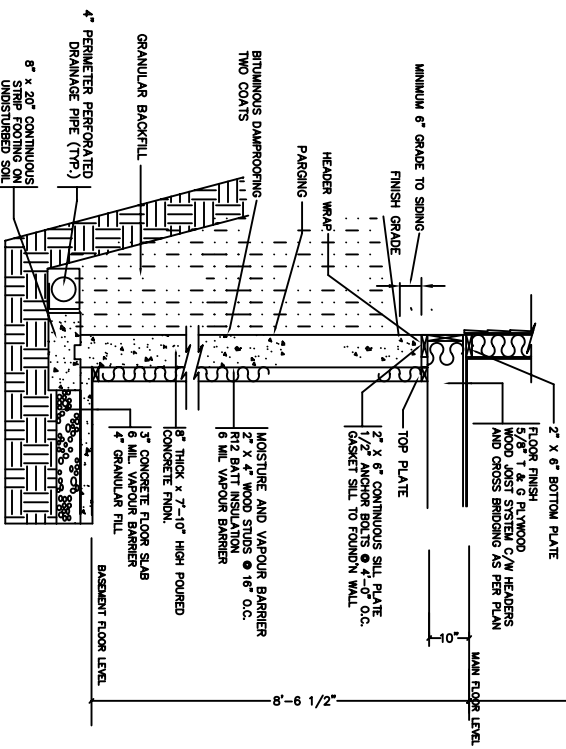 2" X 6" BOTTOM PLATE
FLOOR FINISH
5/8" T & G PLYWOOD
WOOD JOIST SYSTEM C/W HEADERS
AND CROSS BRIDGING AS PER PLAN
MAIN FLOOR LEVEL
10"
8'-6 1/2"
MINIMUM 6" GRADE TO SIDING
FINISH GRADE
HEADER WRAP
PARGING
BITUMINOUS DAMPROOFING
TWO COATS
GRANULAR BACKFILL
4" PERIMETER PERFORATED
DRAINAGE PIPE (TYP.)
8" x 20" CONTINUOUS
STRIP FOOTING ON
UNDISTURBED SOIL
TOP PLATE
2" X 6" CONTINUOUS SILL PLATE
1/2" ANCHOR BOLTS @ 4'-0" O.C.
GASKET SILL TO FOUND'N WALL
MOISTURE AND VAPOUR BARRIER
2" X 4" WOOD STUDS @ 16" O.C.
R12 BATT INSULATION
6 MIL VAPOUR BARRIER
8" THICK x 7'-10" HIGH POURED
CONCRETE FNDN.
3" CONCRETE FLOOR SLAB
6 MIL VAPOUR BARRIER
4" GRANULAR FILL
BASEMENT FLOOR LEVEL